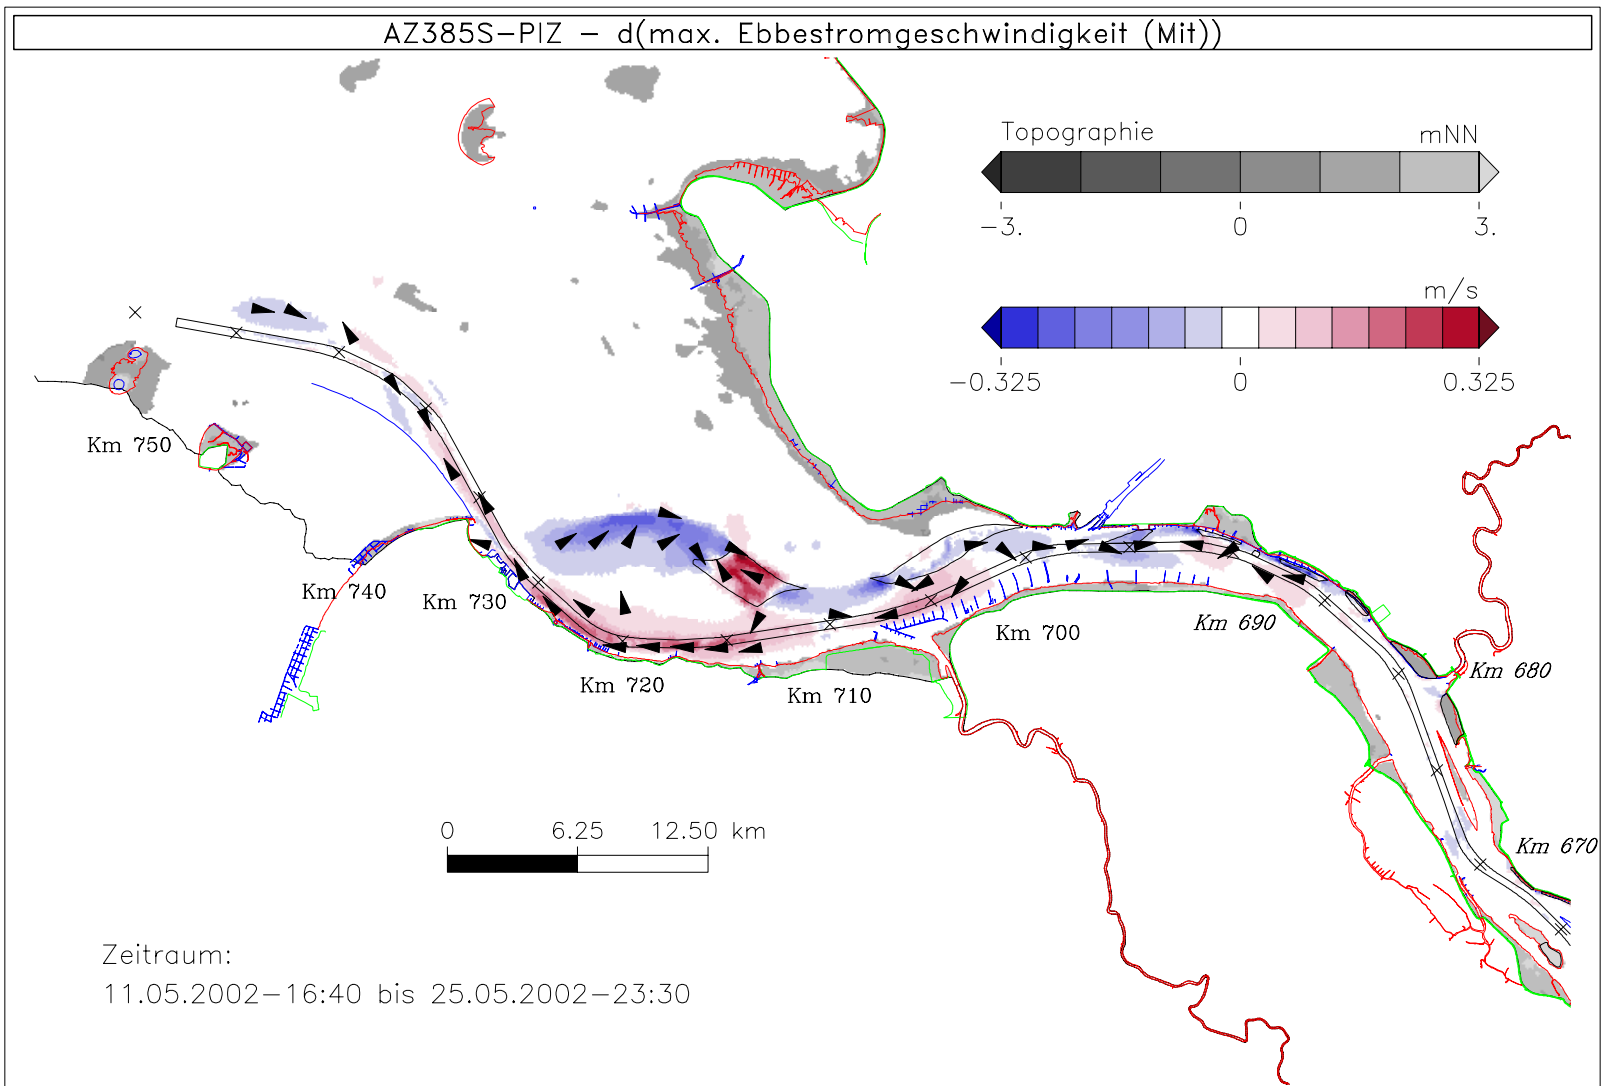 AZ385S-PIZ - d(max. Ebbestromgeschwindigkeit (Mit))
Topographie mNN
-3. 0 3.
m/s
-0.325 0 0.325
Km 750
Km 740
Km 730
Km 720
Km 710
Km 700
Km 690
Km 680
Km 670
0 6.25 12.50 km
Zeitraum:
11.05.2002-16:40 bis 25.05.2002-23:30